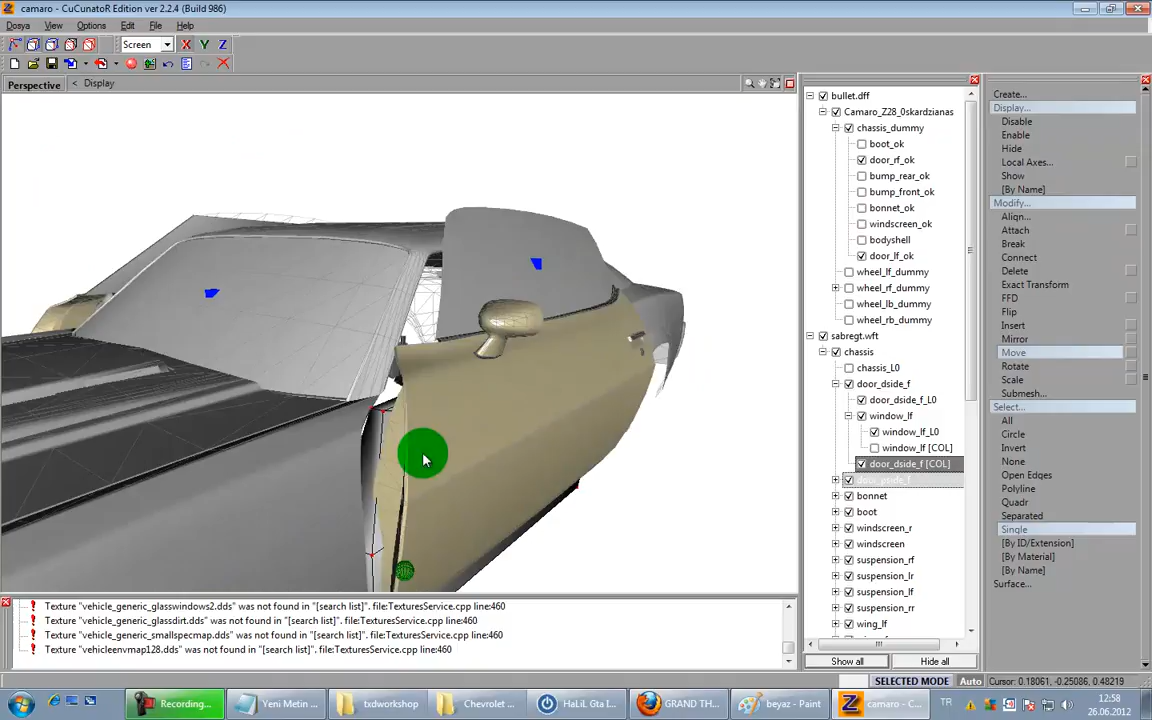 camaro - CuCunatoR Edition ver 2.2.4 (Build 986)
Dosya View Options Edit File Help
Screen X Y Z
Perspective < Display
bullet.dff
Camaro_Z28_0skardzianas
chassis_dummy
boot_ok
door_rf_ok
bump_rear_ok
bump_front_ok
bonnet_ok
windscreen_ok
bodyshell
door_lf_ok
wheel_lf_dummy
wheel_rf_dummy
wheel_lb_dummy
wheel_rb_dummy
sabregt.wft
chassis
chassis_L0
door_dside_f
door_dside_f_L0
window_lf
window_lf_L0
window_lf [COL]
door_dside_f [COL]
door_pside_f
bonnet
boot
windscreen_r
windscreen
suspension_rf
suspension_lr
suspension_lf
suspension_rr
wing_lf
Show all Hide all
Create...
Display...
Disable
Enable
Hide
Local Axes...
Show
[By Name]
Modify...
Align...
Attach
Break
Connect
Delete
Exact Transform
FFD
Flip
Insert
Mirror
Move
Rotate
Scale
Submesh...
Select...
All
Circle
Invert
None
Open Edges
Polyline
Quadr
Separated
Single
[By ID/Extension]
[By Material]
[By Name]
Surface...
Texture "vehicle_generic_glasswindows2.dds" was not found in "[search list]". file:TexturesService.cpp line:460
Texture "vehicle_generic_glassdirt.dds" was not found in "[search list]". file:TexturesService.cpp line:460
Texture "vehicle_generic_smallspecmap.dds" was not found in "[search list]". file:TexturesService.cpp line:460
Texture "vehicleenvmap128.dds" was not found in "[search list]". file:TexturesService.cpp line:460
SELECTED MODE Auto Cursor: 0.18061, -0.25086, 0.48219
Recording... Yeni Metin ... txdworkshop Chevrolet ... HaLiL Gta I... GRAND TH... beyaz - Paint camaro - C... TR 12:58
26.06.2012